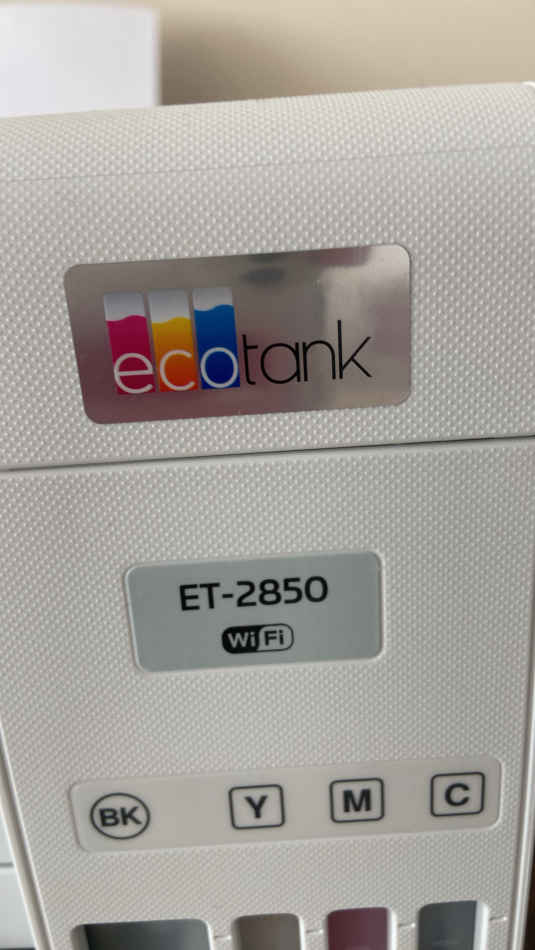 ecotank
ET-2850
WiFi
BK Y M C